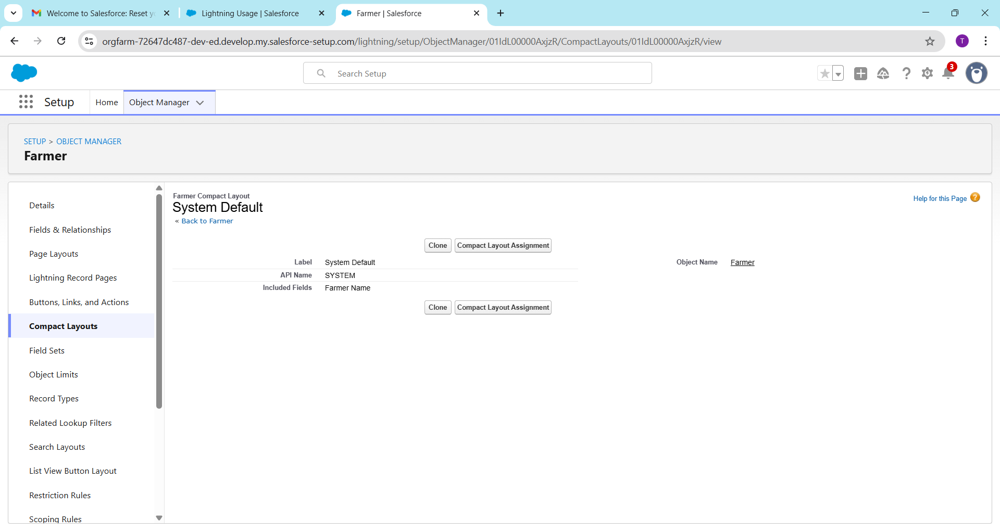 Welcome to Salesforce: Reset y
Lightning Usage | Salesforce
Farmer | Salesforce
orgfarm-72647dc487-dev-ed.develop.my.salesforce-setup.com/lightning/setup/ObjectManager/01IdL00000AxjzR/CompactLayouts/01IdL00000AxjzR/view
T
Search Setup
3
Setup
Home
Object Manager
SETUP > OBJECT MANAGER
Farmer
Details
Fields & Relationships
Page Layouts
Lightning Record Pages
Buttons, Links, and Actions
Compact Layouts
Field Sets
Object Limits
Record Types
Related Lookup Filters
Search Layouts
List View Button Layout
Restriction Rules
Scoping Rules
Farmer Compact Layout
System Default
« Back to Farmer
Help for this Page ?
Clone Compact Layout Assignment
Label System Default Object Name Farmer
API Name SYSTEM
Included Fields Farmer Name
Clone Compact Layout Assignment